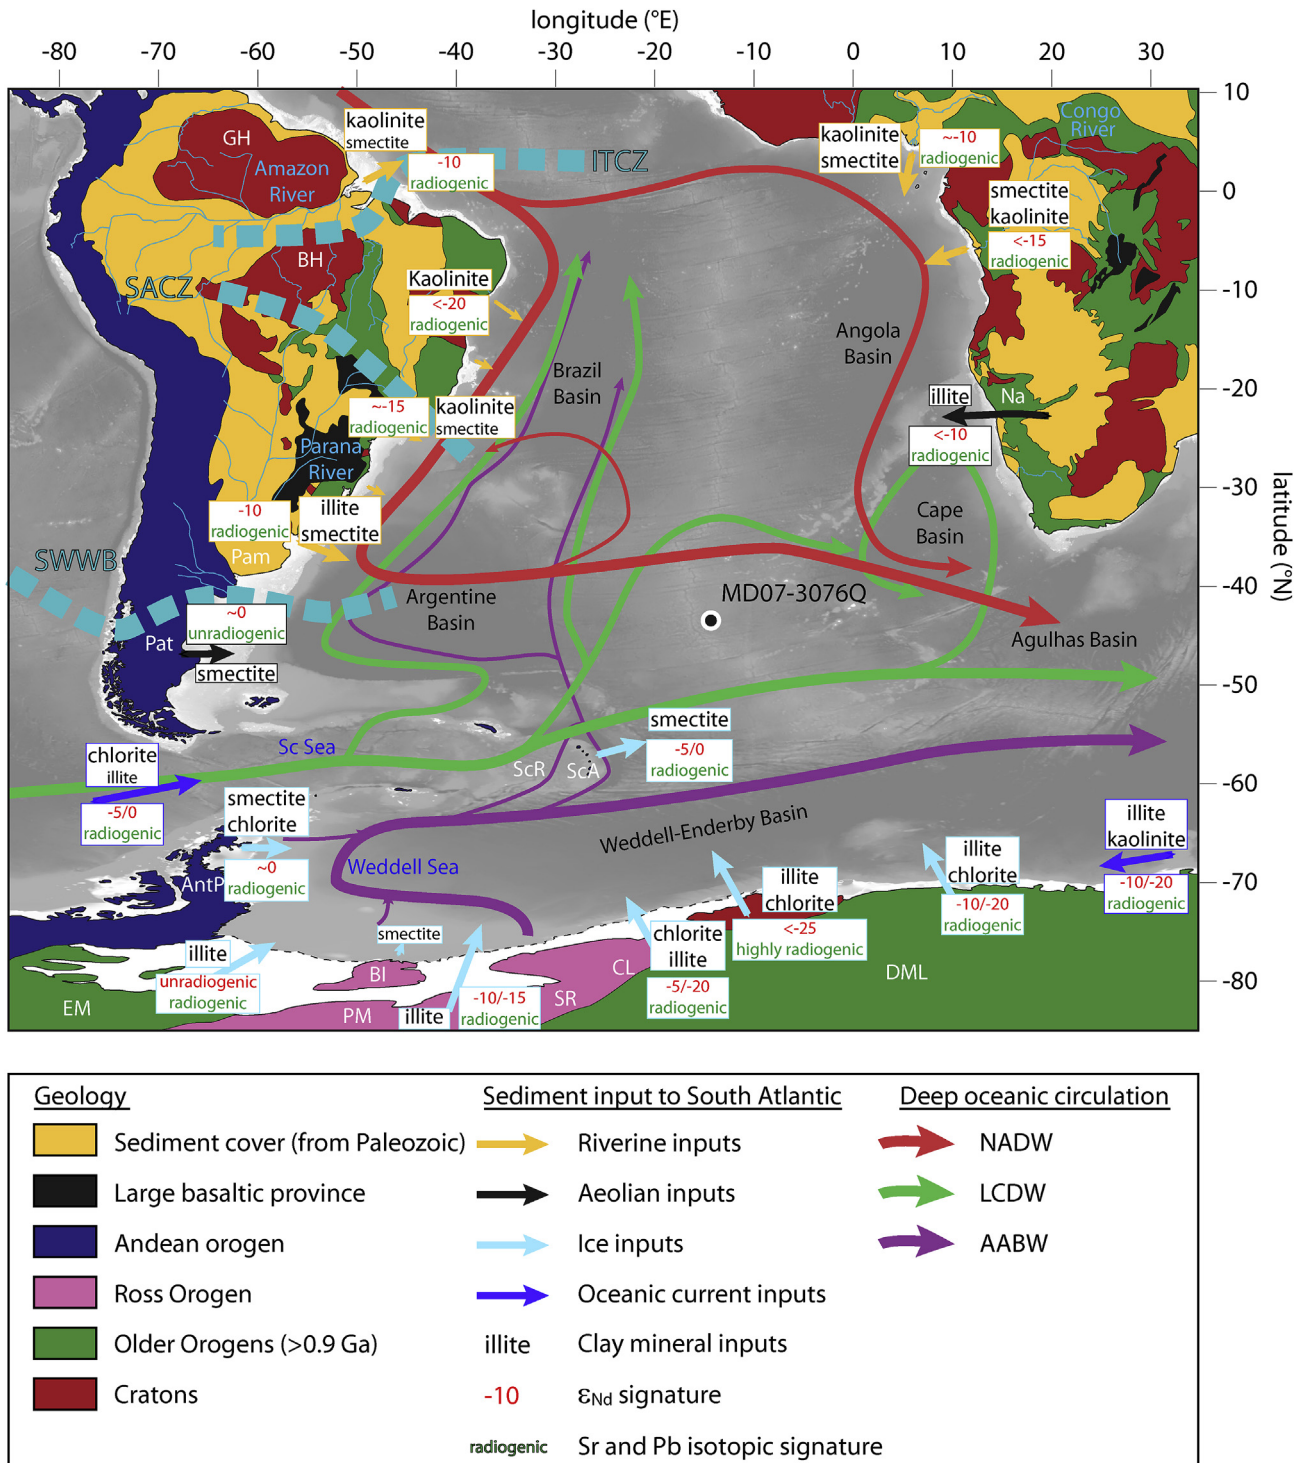 longitude (°E)
-80 -70 -60 -50 -40 -30 -20 -10 0 10 20 30
10
0
-10
-20
-30
-40
-50
-60
-70
-80
latitude (°N)
GH
Amazon
River
kaolinite
smectite
-10
radiogenic
ITCZ
kaolinite
smectite
~-10
radiogenic
Congo
River
smectite
kaolinite
<-15
radiogenic
BH
SACZ
Kaolinite
<-20
radiogenic
Angola
Basin
Brazil
Basin
~-15
radiogenic
kaolinite
smectite
illite
Na
<-10
radiogenic
Parana
River
-10
radiogenic
illite
smectite
Pam
Cape
Basin
SWWB
Argentine
Basin
MD07-3076Q
~0
unradiogenic
Pat
smectite
Agulhas Basin
smectite
-5/0
radiogenic
Sc Sea
ScR
ScA
chlorite
illite
-5/0
radiogenic
smectite
chlorite
~0
radiogenic
Weddell-Enderby Basin
Weddell Sea
AntP
illite
kaolinite
-10/-20
radiogenic
illite
chlorite
-10/-20
radiogenic
illite
chlorite
<-25
highly radiogenic
smectite
chlorite
illite
-5/-20
radiogenic
illite
unradiogenic
radiogenic
BI
CL
DML
EM
PM
illite
-10/-15
radiogenic
SR
Geology
Sediment cover (from Paleozoic)
Large basaltic province
Andean orogen
Ross Orogen
Older Orogens (>0.9 Ga)
Cratons
Sediment input to South Atlantic
Riverine inputs
Aeolian inputs
Ice inputs
Oceanic current inputs
illite Clay mineral inputs
-10 εNd signature
radiogenic Sr and Pb isotopic signature
Deep oceanic circulation
NADW
LCDW
AABW